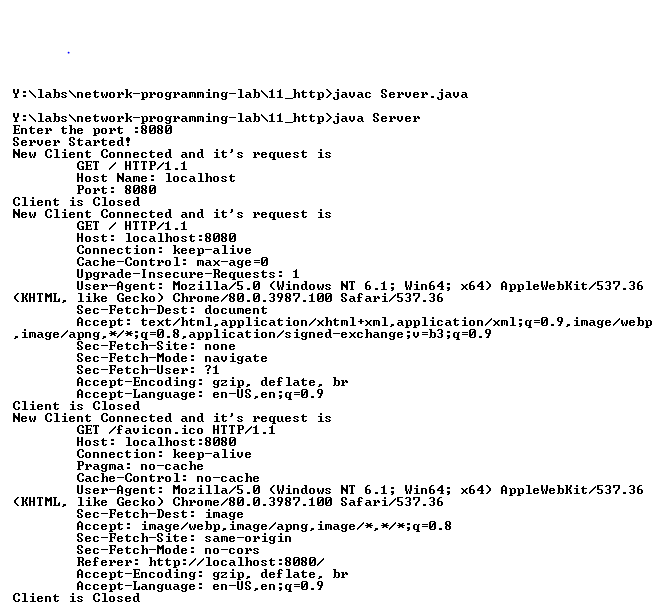 Y:\labs\network-programming-lab\11_http>javac Server.java
Y:\labs\network-programming-lab\11_http>java Server
Enter the port :8080
Server Started!
New Client Connected and it's request is
GET / HTTP/1.1
Host Name: localhost
Port: 8080
Client is Closed
New Client Connected and it's request is
GET / HTTP/1.1
Host: localhost:8080
Connection: keep-alive
Cache-Control: max-age=0
Upgrade-Insecure-Requests: 1
User-Agent: Mozilla/5.0 (Windows NT 6.1; Win64; x64) AppleWebKit/537.36
(KHTML, like Gecko) Chrome/80.0.3987.100 Safari/537.36
Sec-Fetch-Dest: document
Accept: text/html,application/xhtml+xml,application/xml;q=0.9,image/webp
,image/apng,*/*;q=0.8,application/signed-exchange;v=b3;q=0.9
Sec-Fetch-Site: none
Sec-Fetch-Mode: navigate
Sec-Fetch-User: ?1
Accept-Encoding: gzip, deflate, br
Accept-Language: en-US,en;q=0.9
Client is Closed
New Client Connected and it's request is
GET /favicon.ico HTTP/1.1
Host: localhost:8080
Connection: keep-alive
Pragma: no-cache
Cache-Control: no-cache
User-Agent: Mozilla/5.0 (Windows NT 6.1; Win64; x64) AppleWebKit/537.36
(KHTML, like Gecko) Chrome/80.0.3987.100 Safari/537.36
Sec-Fetch-Dest: image
Accept: image/webp,image/apng,image/*,*/*;q=0.8
Sec-Fetch-Site: same-origin
Sec-Fetch-Mode: no-cors
Referer: http://localhost:8080/
Accept-Encoding: gzip, deflate, br
Accept-Language: en-US,en;q=0.9
Client is Closed